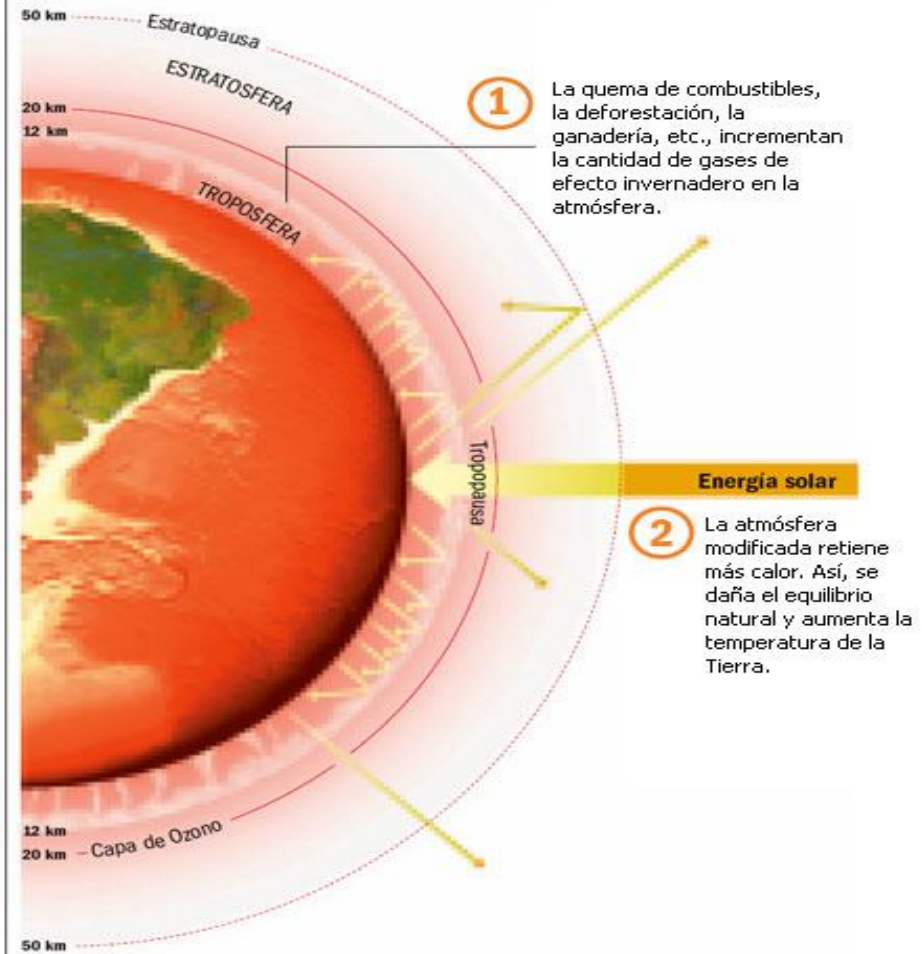 50 km
Estratopausa
ESTRATOSFERA
20 km
12 km
TROPOSFERA
1
La quema de combustibles,
la deforestación, la
ganadería, etc., incrementan
la cantidad de gases de
efecto invernadero en la
atmósfera.
Tropopausa
Energía solar
2
La atmósfera
modificada retiene
más calor. Así, se
daña el equilibrio
natural y aumenta la
temperatura de la
Tierra.
12 km
20 km
Capa de Ozono
50 km